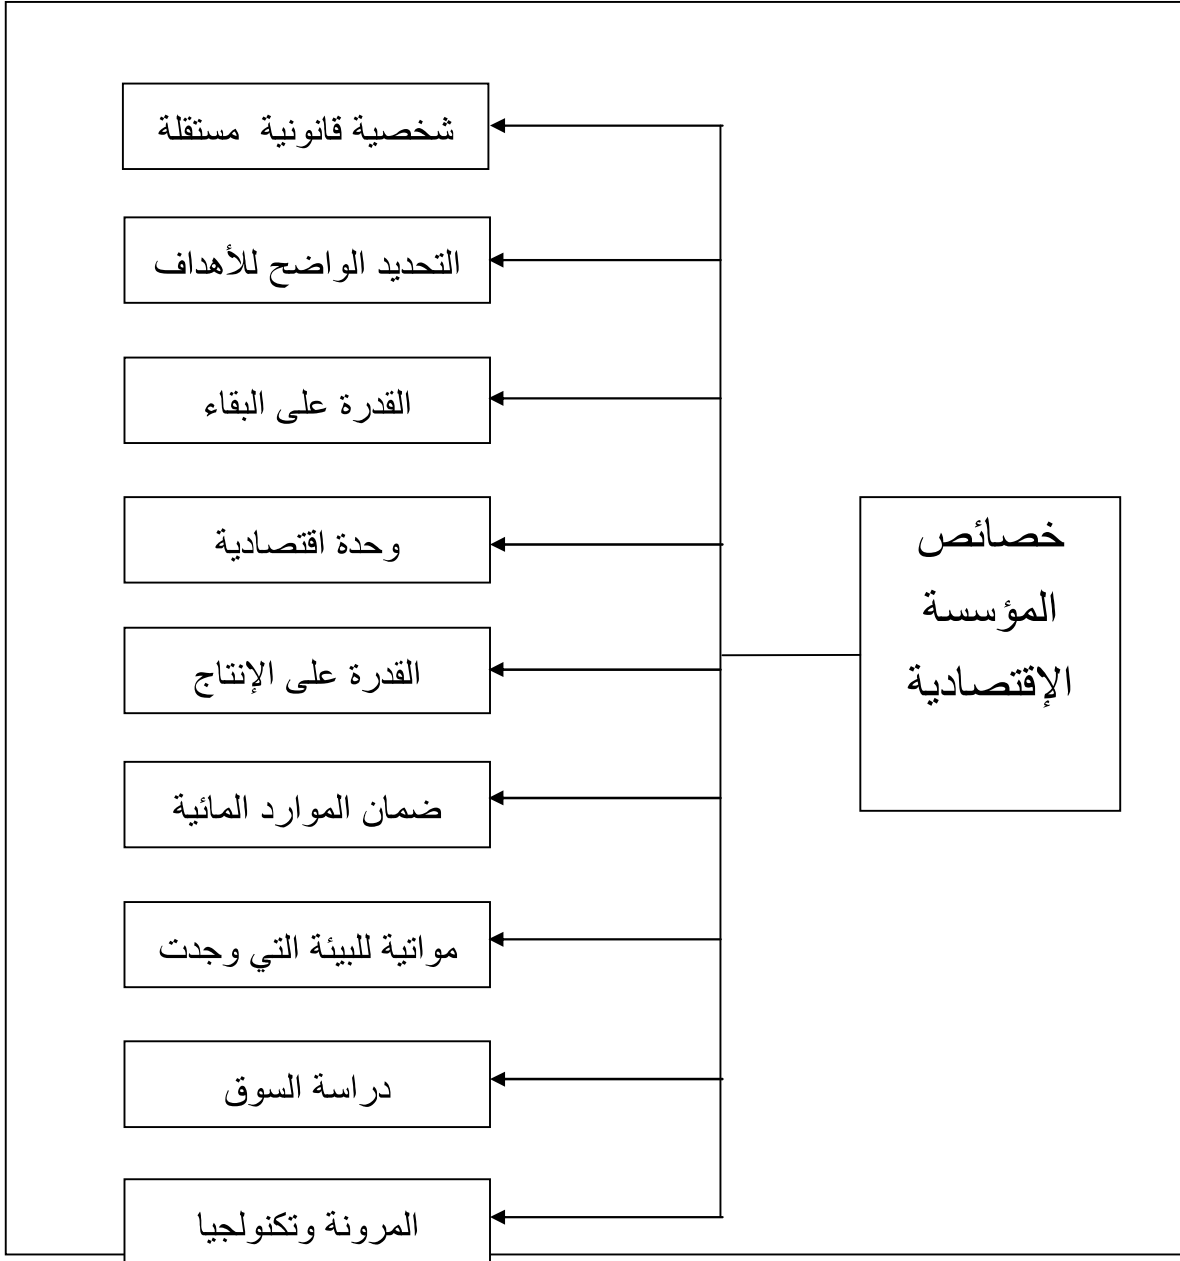 خصائص
المؤسسة
الإقتصادية
شخصية قانونية مستقلة
التحديد الواضح للأهداف
القدرة على البقاء
وحدة اقتصادية
القدرة على الإنتاج
ضمان الموارد المائية
مواتية للبيئة التي وجدت
دراسة السوق
المرونة وتكنولجيا